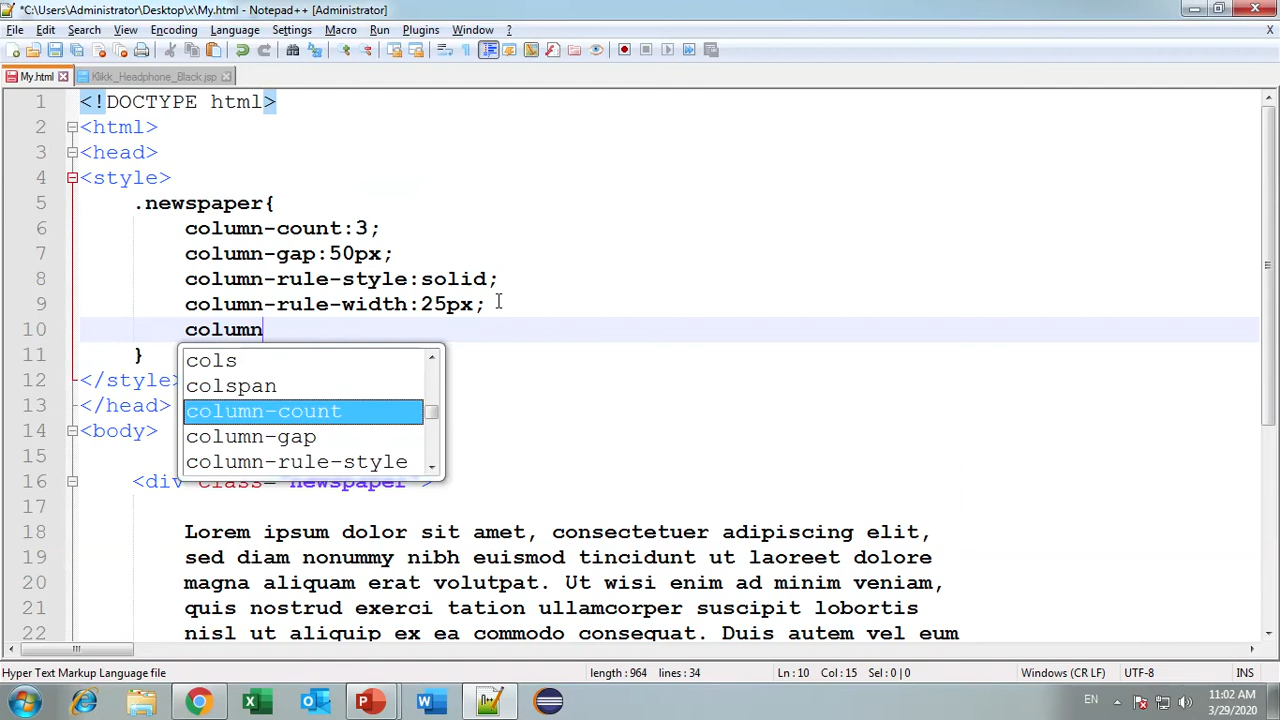 *C:\Users\Administrator\Desktop\x\My.html - Notepad++ [Administrator]
File Edit Search View Encoding Language Settings Macro Run Plugins Window ? X
My.html Klikk_Headphone_Black.jsp
1 <!DOCTYPE html>
2 <html>
3 <head>
4 <style>
5 .newspaper{
6 column-count:3;
7 column-gap:50px;
8 column-rule-style:solid;
9 column-rule-width:25px;
10 column
11 }
cols
12 </style>
colspan
13 </head>
column-count
14 <body>
column-gap
15
column-rule-style
16 <div class="newspaper">
17
18 Lorem ipsum dolor sit amet, consectetuer adipiscing elit,
19 sed diam nonummy nibh euismod tincidunt ut laoreet dolore
20 magna aliquam erat volutpat. Ut wisi enim ad minim veniam,
21 quis nostrud exerci tation ullamcorper suscipit lobortis
22 nisl ut aliquip ex ea commodo consequat. Duis autem vel eum
Hyper Text Markup Language file length : 964 lines : 34 Ln : 10 Col : 15 Sel : 0 | 0 Windows (CR LF) UTF-8 INS
EN 11:02 AM
3/29/2020